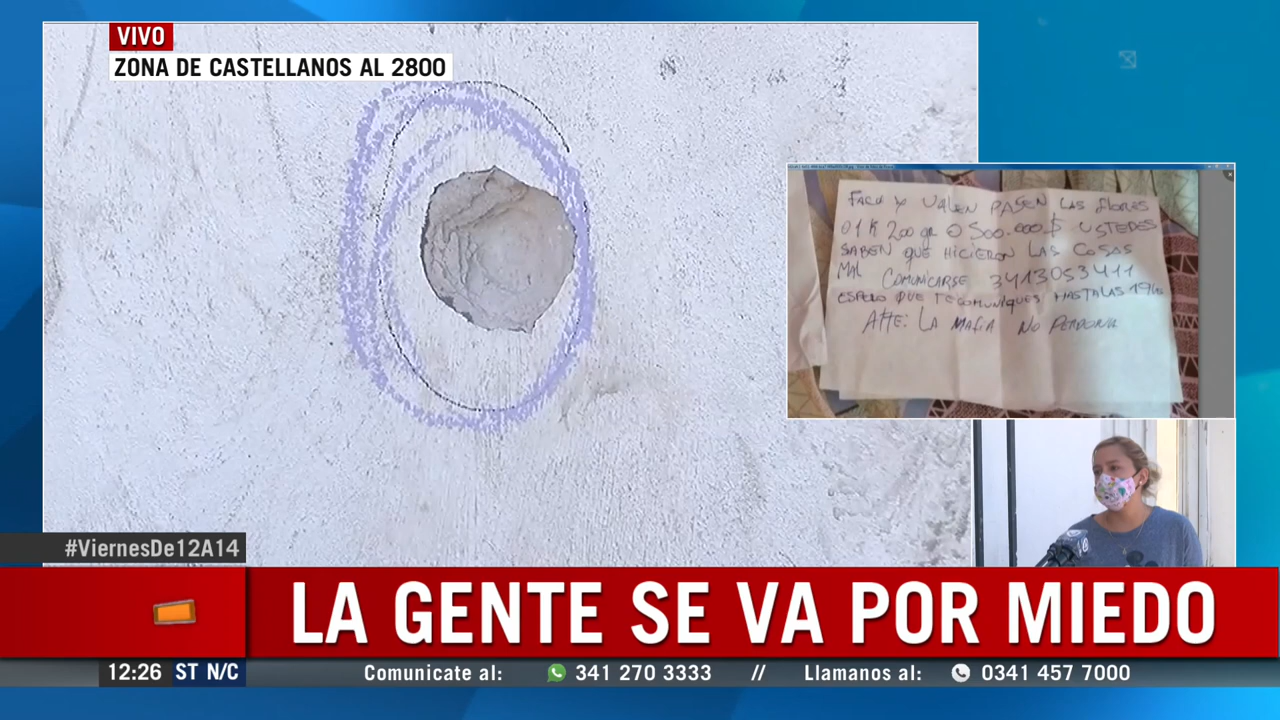 VIVO
ZONA DE CASTELLANOS AL 2800
FACU Y VALEN PASEN LAS FLORES
O 1K 200 gr O 500.000$ USTEDES
SABEN QUE HICIERON LAS COSAS
MAL COMUNICARSE 3413053411
ESPERO QUE TE COMUNIQUES HASTA LAS 19
ATTE: LA MAFIA NO PERDONA
#ViernesDe12A14
LA GENTE SE VA POR MIEDO
12:26 ST N/C Comunicate al: 341 270 3333 // Llamanos al: 0341 457 7000